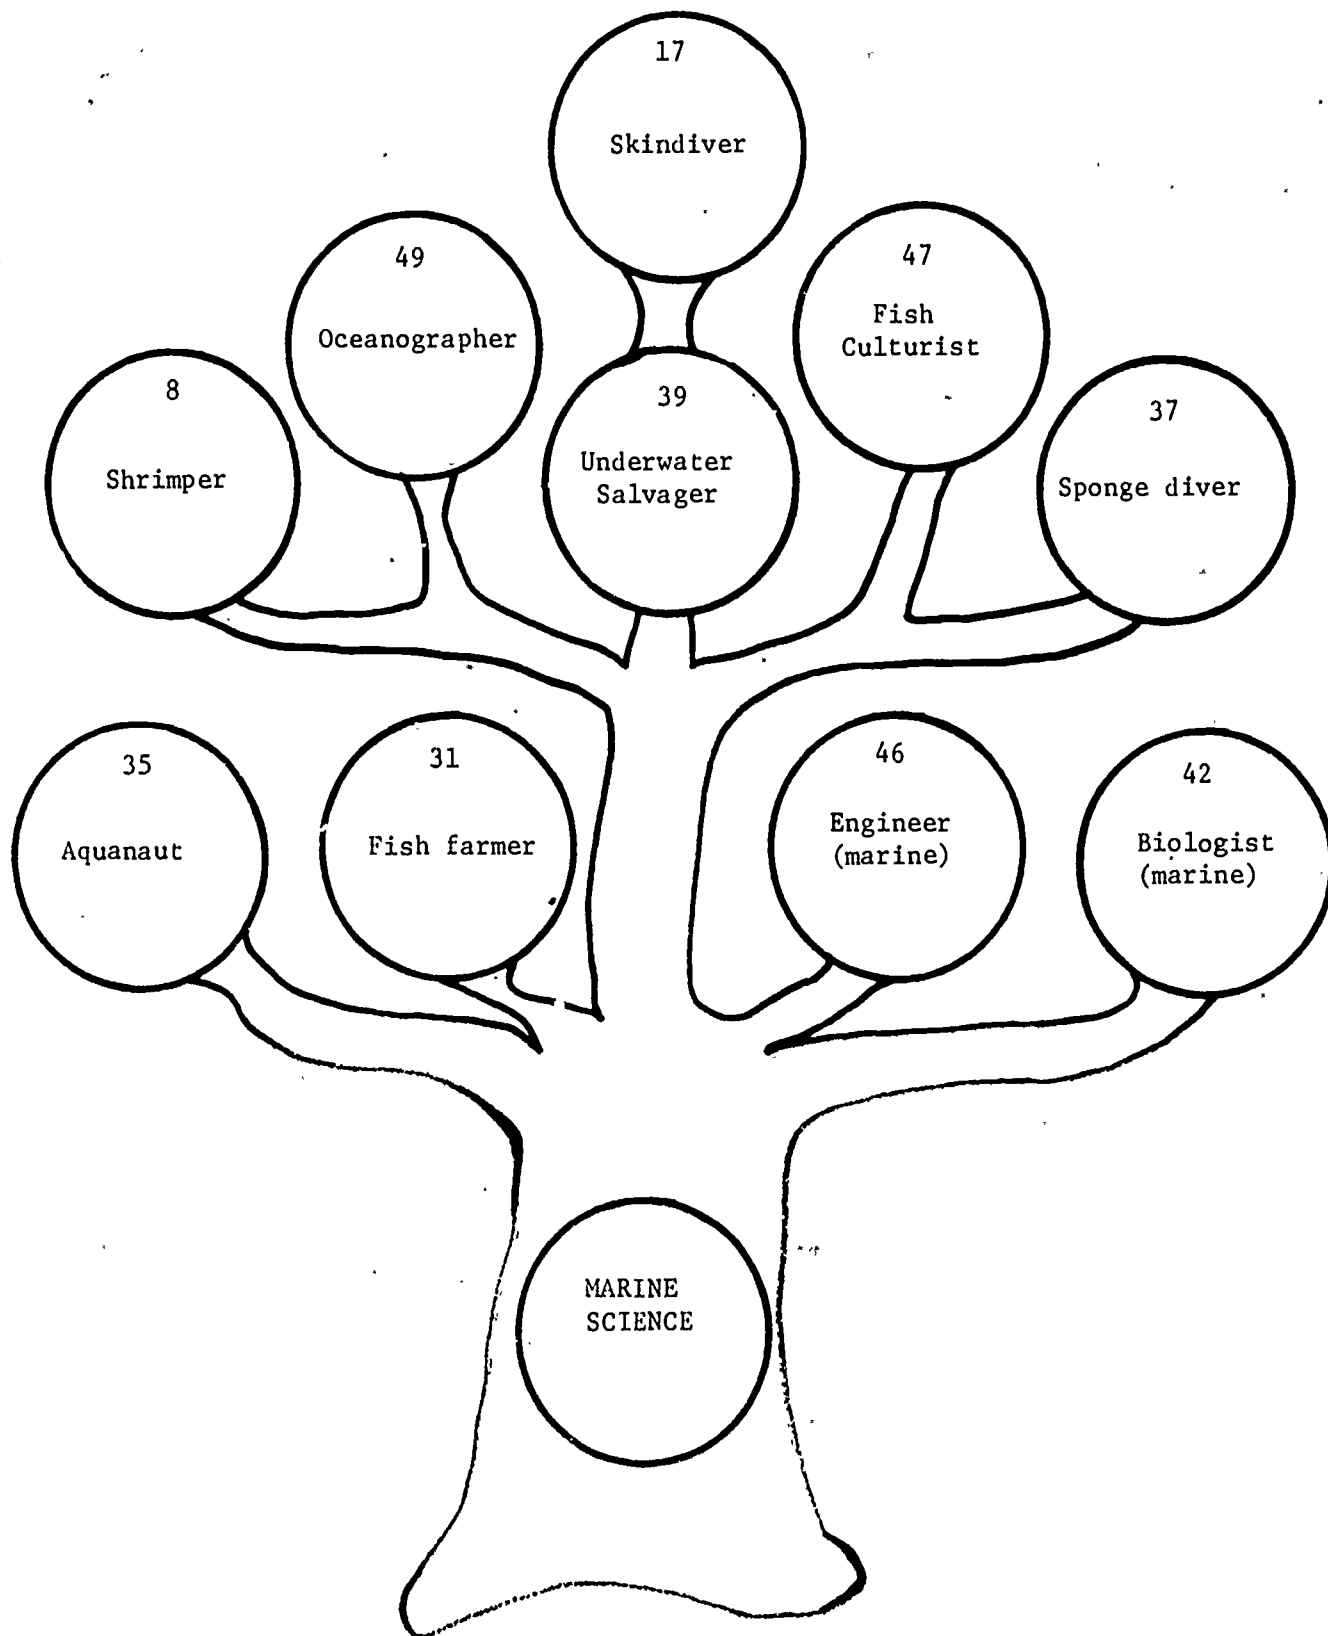 17
Skindiver
49
Oceanographer
47
Fish
Culturist
8
Shrimper
39
Underwater
Salvager
37
Sponge diver
35
Aquanaut
31
Fish farmer
46
Engineer
(marine)
42
Biologist
(marine)
MARINE
SCIENCE